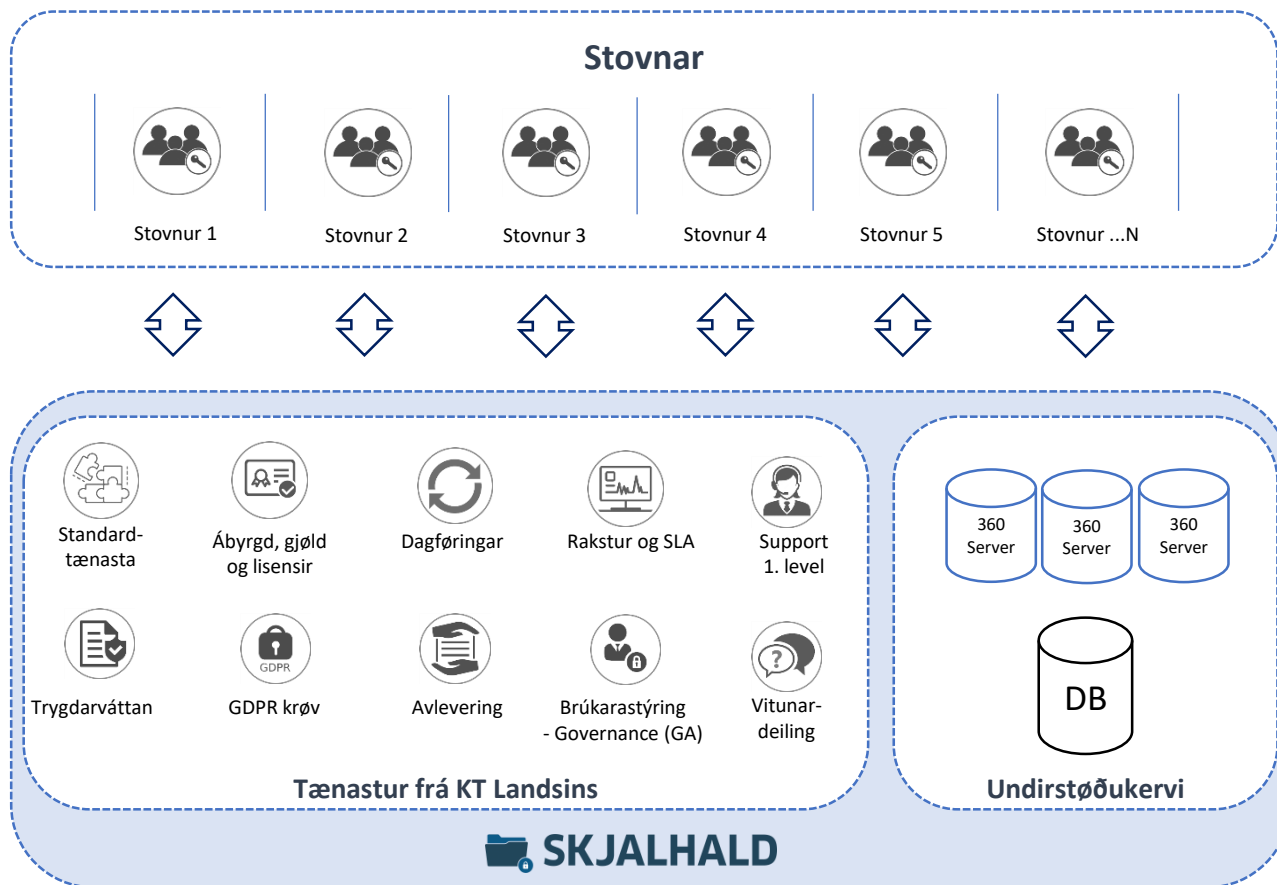 Stovnar
Stovnur 1
Stovnur 2
Stovnur 3
Stovnur 4
Stovnur 5
Stovnur ...N
Standard-
tænasta
Ábyrgd, gjøld
og lisensir
Dagføringar
Rakstur og SLA
Support
1. level
Trygdarváttan
GDPR
GDPR krøv
Avlevering
Brúkarastýring
- Governance (GA)
?
Vitunar-
deiling
Tænastur frá KT Landsins
360
Server
360
Server
360
Server
DB
Undirstøðukervi
SKJALHALD